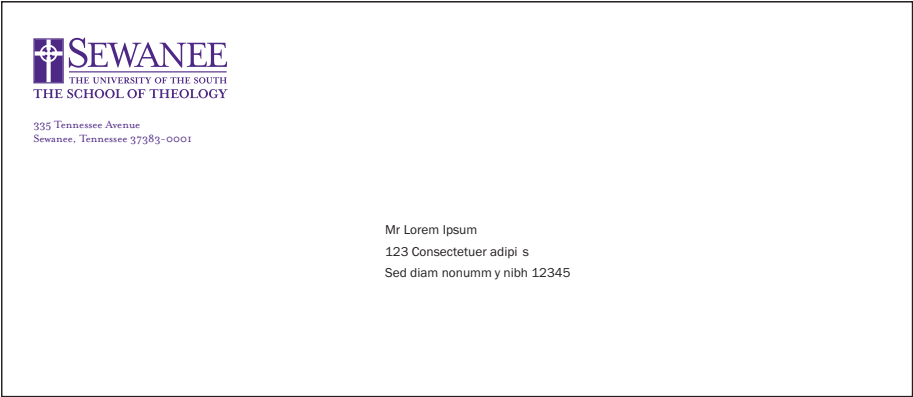 SEWANEE
THE UNIVERSITY OF THE SOUTH
THE SCHOOL OF THEOLOGY
335 Tennessee Avenue
Sewanee, Tennessee 37383-0001
Mr Lorem Ipsum
123 Consectetuer adipi s
Sed diam nonumm y nibh 12345